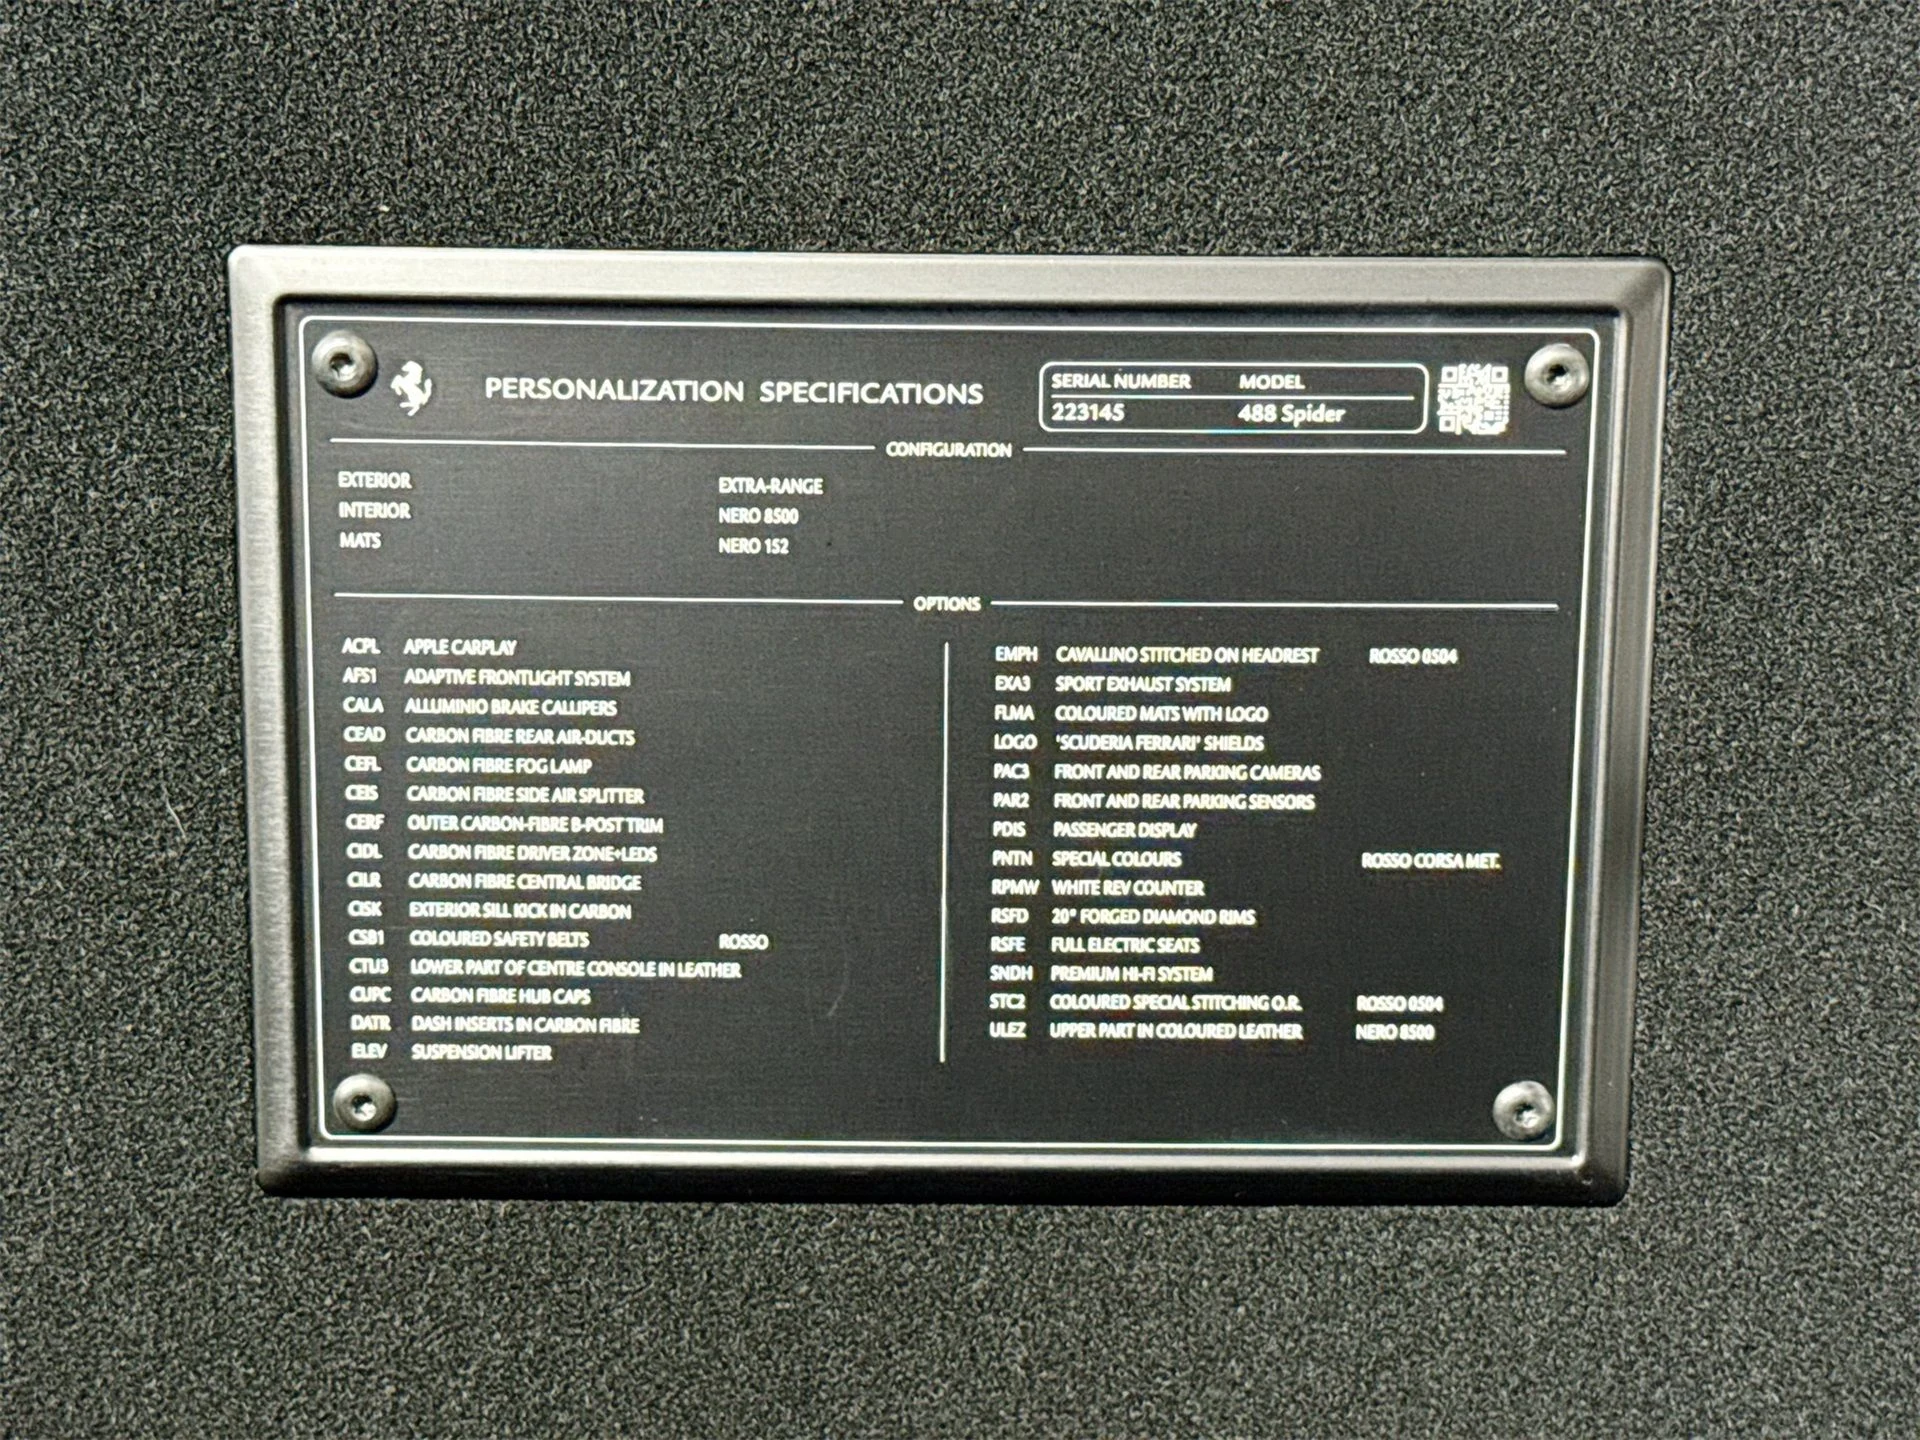 PERSONALIZATION SPECIFICATIONS
SERIAL NUMBER MODEL
223145 488 Spider
CONFIGURATION
EXTERIOR EXTRA-RANGE
INTERIOR NERO 8500
MATS NERO 152
OPTIONS
ACPL APPLE CARPLAY
AFS1 ADAPTIVE FRONTLIGHT SYSTEM
CALA ALLUMINIO BRAKE CALLIPERS
CEAD CARBON FIBRE REAR AIR-DUCTS
CEFL CARBON FIBRE FOG LAMP
CEIS CARBON FIBRE SIDE AIR SPLITTER
CERF OUTER CARBON-FIBRE B-POST TRIM
CIDL CARBON FIBRE DRIVER ZONE+LEDS
CILR CARBON FIBRE CENTRAL BRIDGE
CISK EXTERIOR SILL KICK IN CARBON
CSB1 COLOURED SAFETY BELTS ROSSO
CTU3 LOWER PART OF CENTRE CONSOLE IN LEATHER
CUPC CARBON FIBRE HUB CAPS
DATR DASH INSERTS IN CARBON FIBRE
ELEV SUSPENSION LIFTER
EMPH CAVALLINO STITCHED ON HEADREST ROSSO 0504
EXA3 SPORT EXHAUST SYSTEM
FLMA COLOURED MATS WITH LOGO
LOGO 'SCUDERIA FERRARI' SHIELDS
PAC3 FRONT AND REAR PARKING CAMERAS
PAR2 FRONT AND REAR PARKING SENSORS
PDIS PASSENGER DISPLAY
PNTN SPECIAL COLOURS ROSSO CORSA MET.
RPMW WHITE REV COUNTER
RSFD 20" FORGED DIAMOND RIMS
RSFE FULL ELECTRIC SEATS
SNDH PREMIUM HI-FI SYSTEM
STC2 COLOURED SPECIAL STITCHING O.R. ROSSO 0504
ULEZ UPPER PART IN COLOURED LEATHER NERO 8500